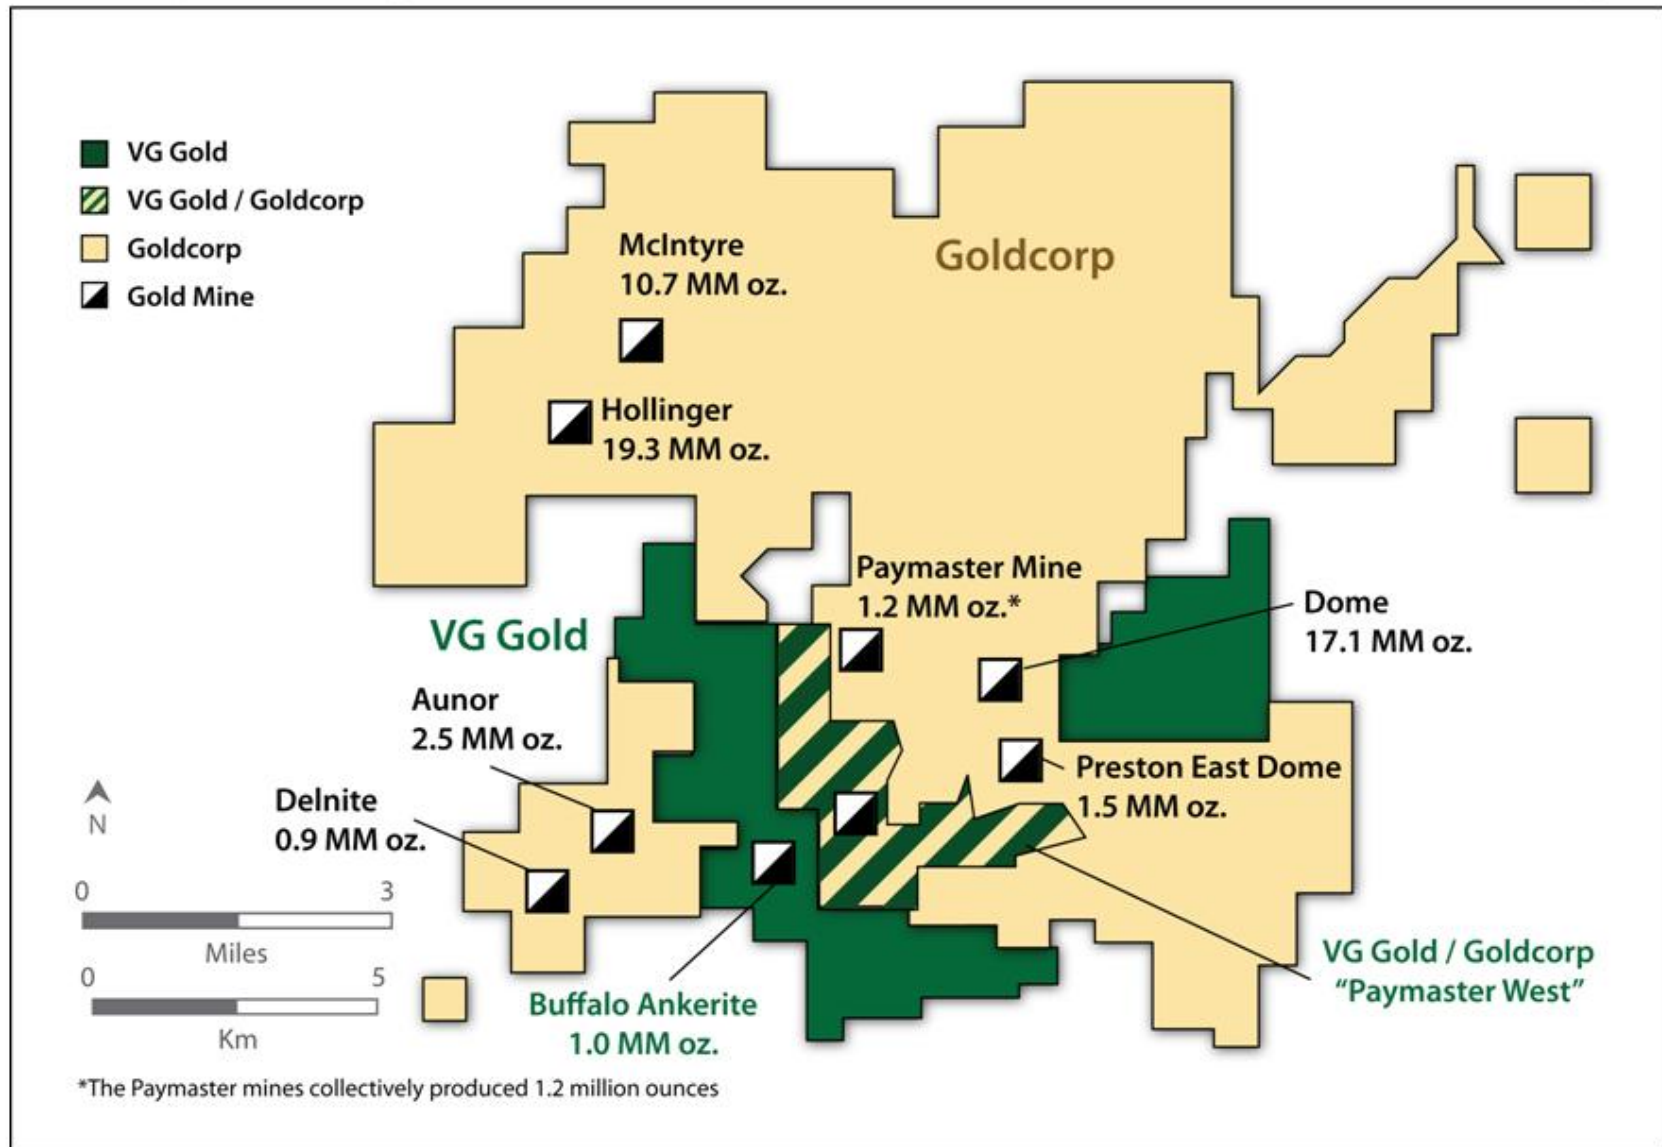 VG Gold
VG Gold / Goldcorp
Goldcorp
Gold Mine
McIntyre
10.7 MM oz.
Goldcorp
Hollinger
19.3 MM oz.
Paymaster Mine
1.2 MM oz.*
Dome
17.1 MM oz.
VG Gold
Aunor
2.5 MM oz.
Preston East Dome
1.5 MM oz.
Delnite
0.9 MM oz.
N
0 3
Miles
0 5
Km
Buffalo Ankerite
1.0 MM oz.
VG Gold / Goldcorp
“Paymaster West”
*The Paymaster mines collectively produced 1.2 million ounces